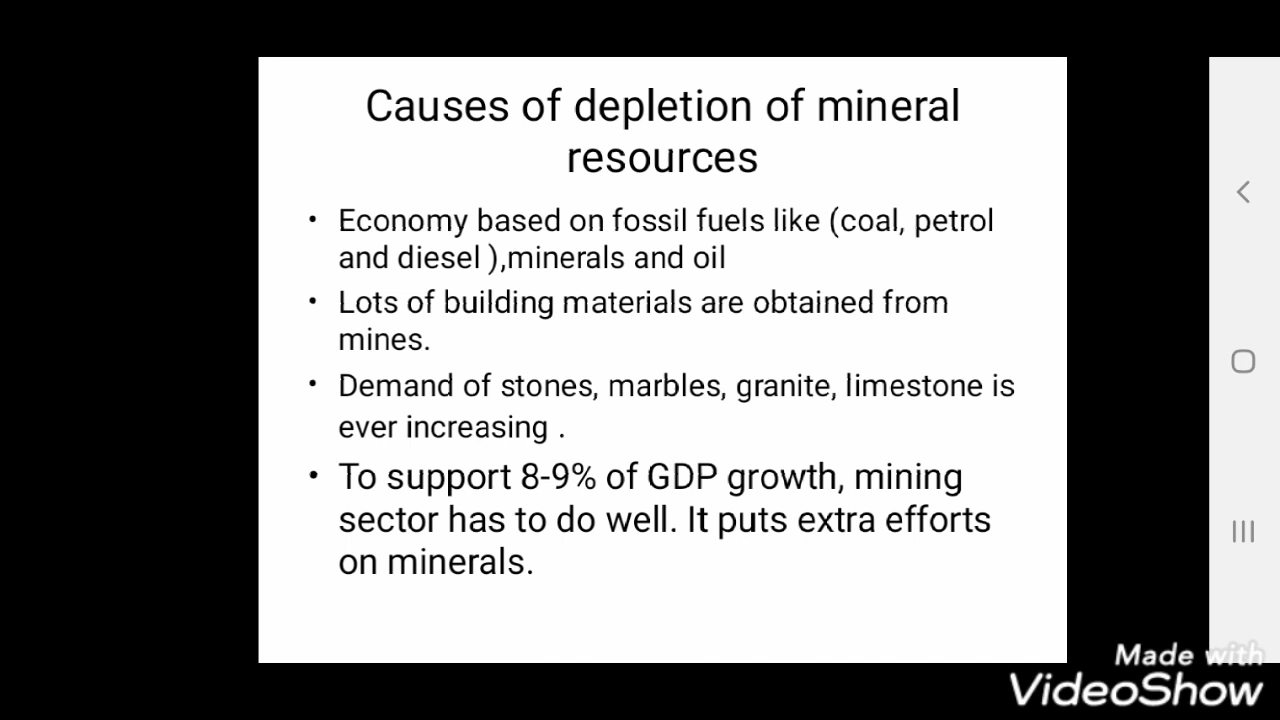 Causes of depletion of mineral
resources
• Economy based on fossil fuels like (coal, petrol
and diesel ),minerals and oil
• Lots of building materials are obtained from
mines.
• Demand of stones, marbles, granite, limestone is
ever increasing .
• To support 8-9% of GDP growth, mining
sector has to do well. It puts extra efforts
on minerals.
Made with
VideoShow